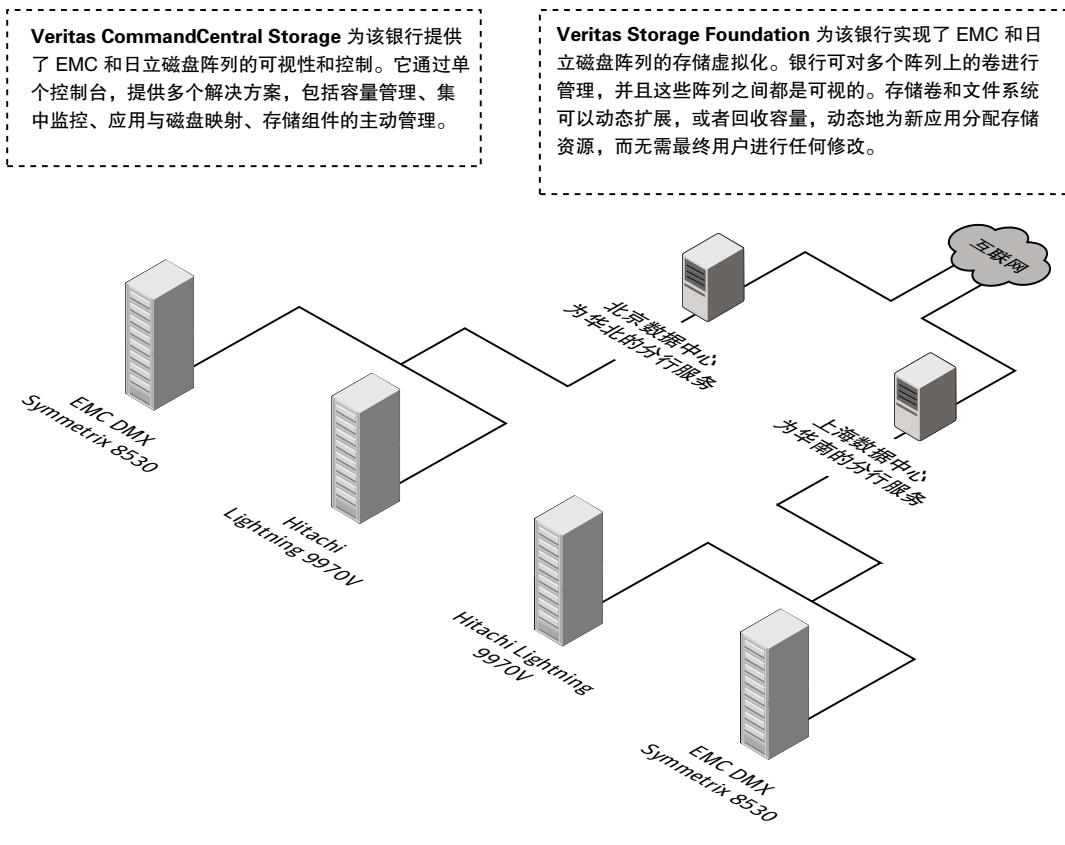 Veritas CommandCentral Storage 为该银行提供
了 EMC 和日立磁盘阵列的可视性和控制。它通过单
个控制台，提供多个解决方案，包括容量管理、集
中监控、应用与磁盘映射、存储组件的主动管理。
Veritas Storage Foundation 为该银行实现了 EMC 和日
立磁盘阵列的存储虚拟化。银行可对多个阵列上的卷进行
管理，并且这些阵列之间都是可视的。存储卷和文件系统
可以动态扩展，或者回收容量，动态地为新应用分配存储
资源，而无需最终用户进行任何修改。
互联网
北京数据中心
为华北的分行服务
EMC DMX
Symmetrix 8530
上海数据中心
为华南的分行服务
Hitachi
Lightning 9970V
Hitachi Lightning
9970V
EMC DMX
Symmetrix 8530